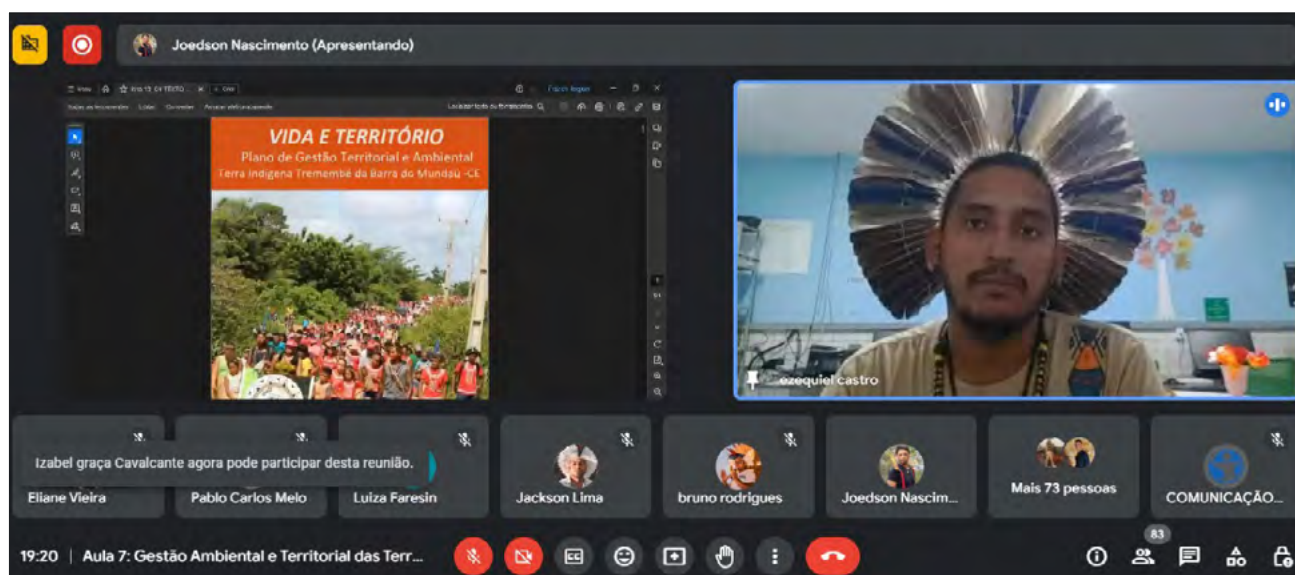 Joedson Nascimento (Apresentando)
VIDA E TERRITÓRIO
Plano de Gestão Territorial e Ambiental
Terra Indígena Tremembé da Barra do Mundaú -CE
ezequiel castro
Izabel graça Cavalcante agora pode participar desta reunião.
Eliane Vieira
Pablo Carlos Melo
Luiza Faresin
Jackson Lima
bruno rodrigues
Joedson Nascim...
Mais 73 pessoas
COMUNICAÇÃO...
19:20 | Aula 7: Gestão Ambiental e Territorial das Terr...
CC
83